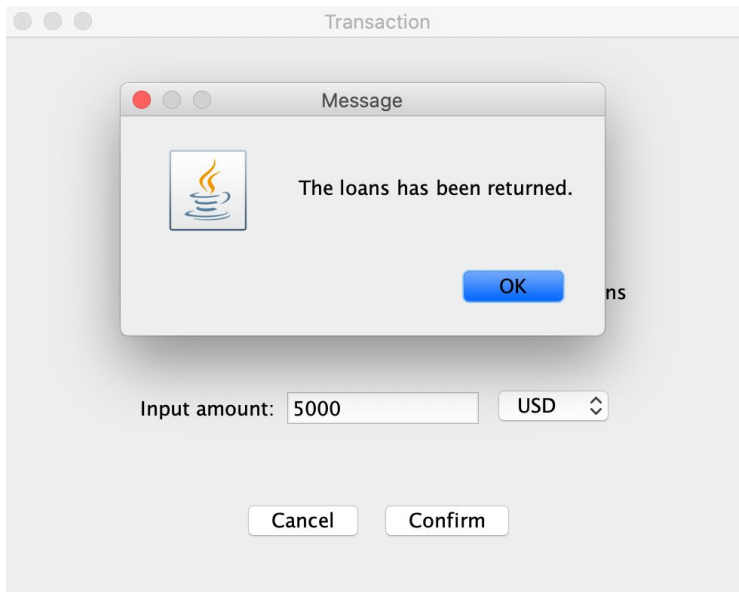 Transaction
Message
The loans has been returned.
OK
ns
Input amount: 5000 USD
Cancel Confirm